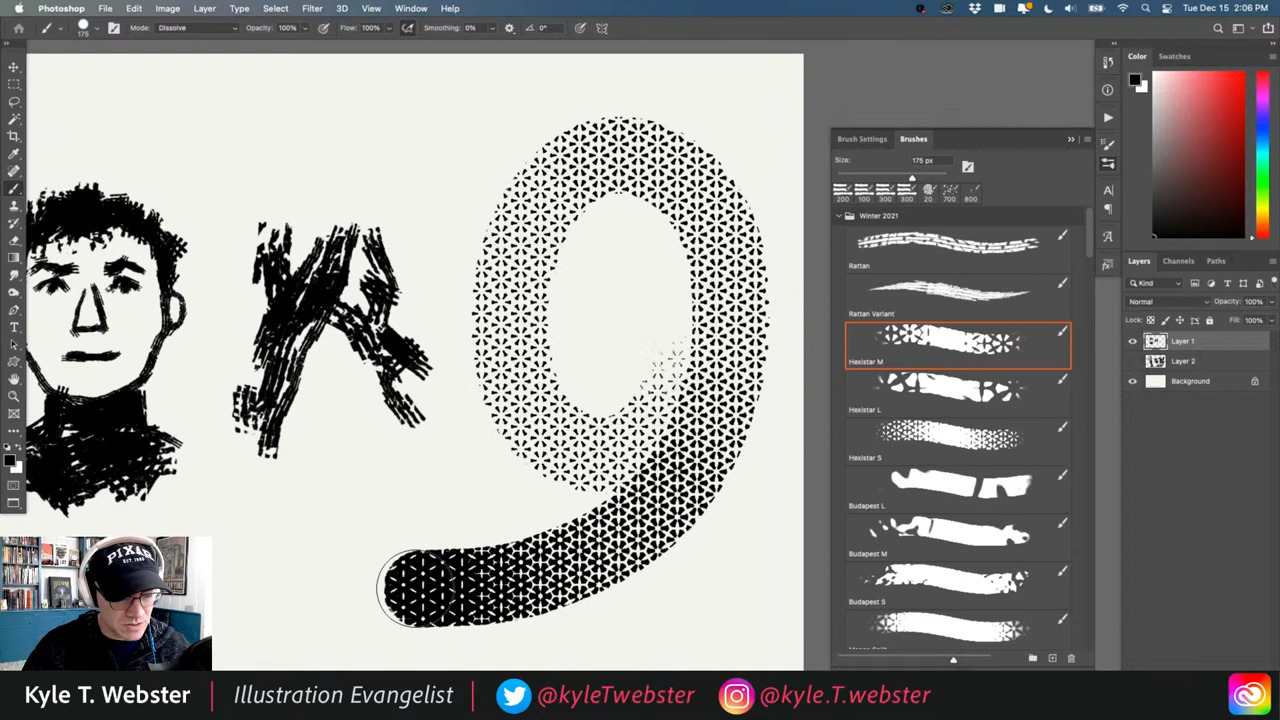 Photoshop File Edit Image Layer Type Select Filter 3D View Window Help Tue Dec 15 2:06 PM
175 Mode: Dissolve Opacity: 100% Flow: 100% Smoothing: 0% 0°
K 9
Color Swatches
Brush Settings Brushes
Size: 175 px
200 100 300 300 20 700 800
Winter 2021
Rattan
Rattan Variant
Hexistar M
Hexistar L
Hexistar S
Budapest L
Budapest M
Budapest S
Layers Channels Paths
Kind
Normal Opacity: 100%
Lock: Fill: 100%
Layer 1
Layer 2
Background
PIXAR
Kyle T. Webster | Illustration Evangelist | @kyleTwebster @kyle.T.webster